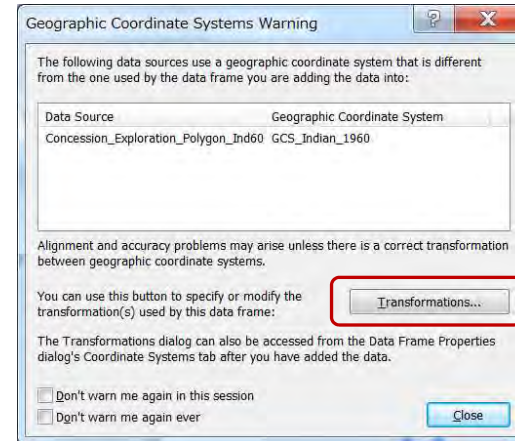 Geographic Coordinate Systems Warning
The following data sources use a geographic coordinate system that is different
from the one used by the data frame you are adding the data into:
Data Source Geographic Coordinate System
Concession_Exploration_Polygon_Ind60 GCS_Indian_1960
Alignment and accuracy problems may arise unless there is a correct transformation
between geographic coordinate systems.
You can use this button to specify or modify the
transformation(s) used by this data frame:
Transformations...
The Transformations dialog can also be accessed from the Data Frame Properties
dialog's Coordinate Systems tab after you have added the data.
Don't warn me again in this session
Don't warn me again ever
Close